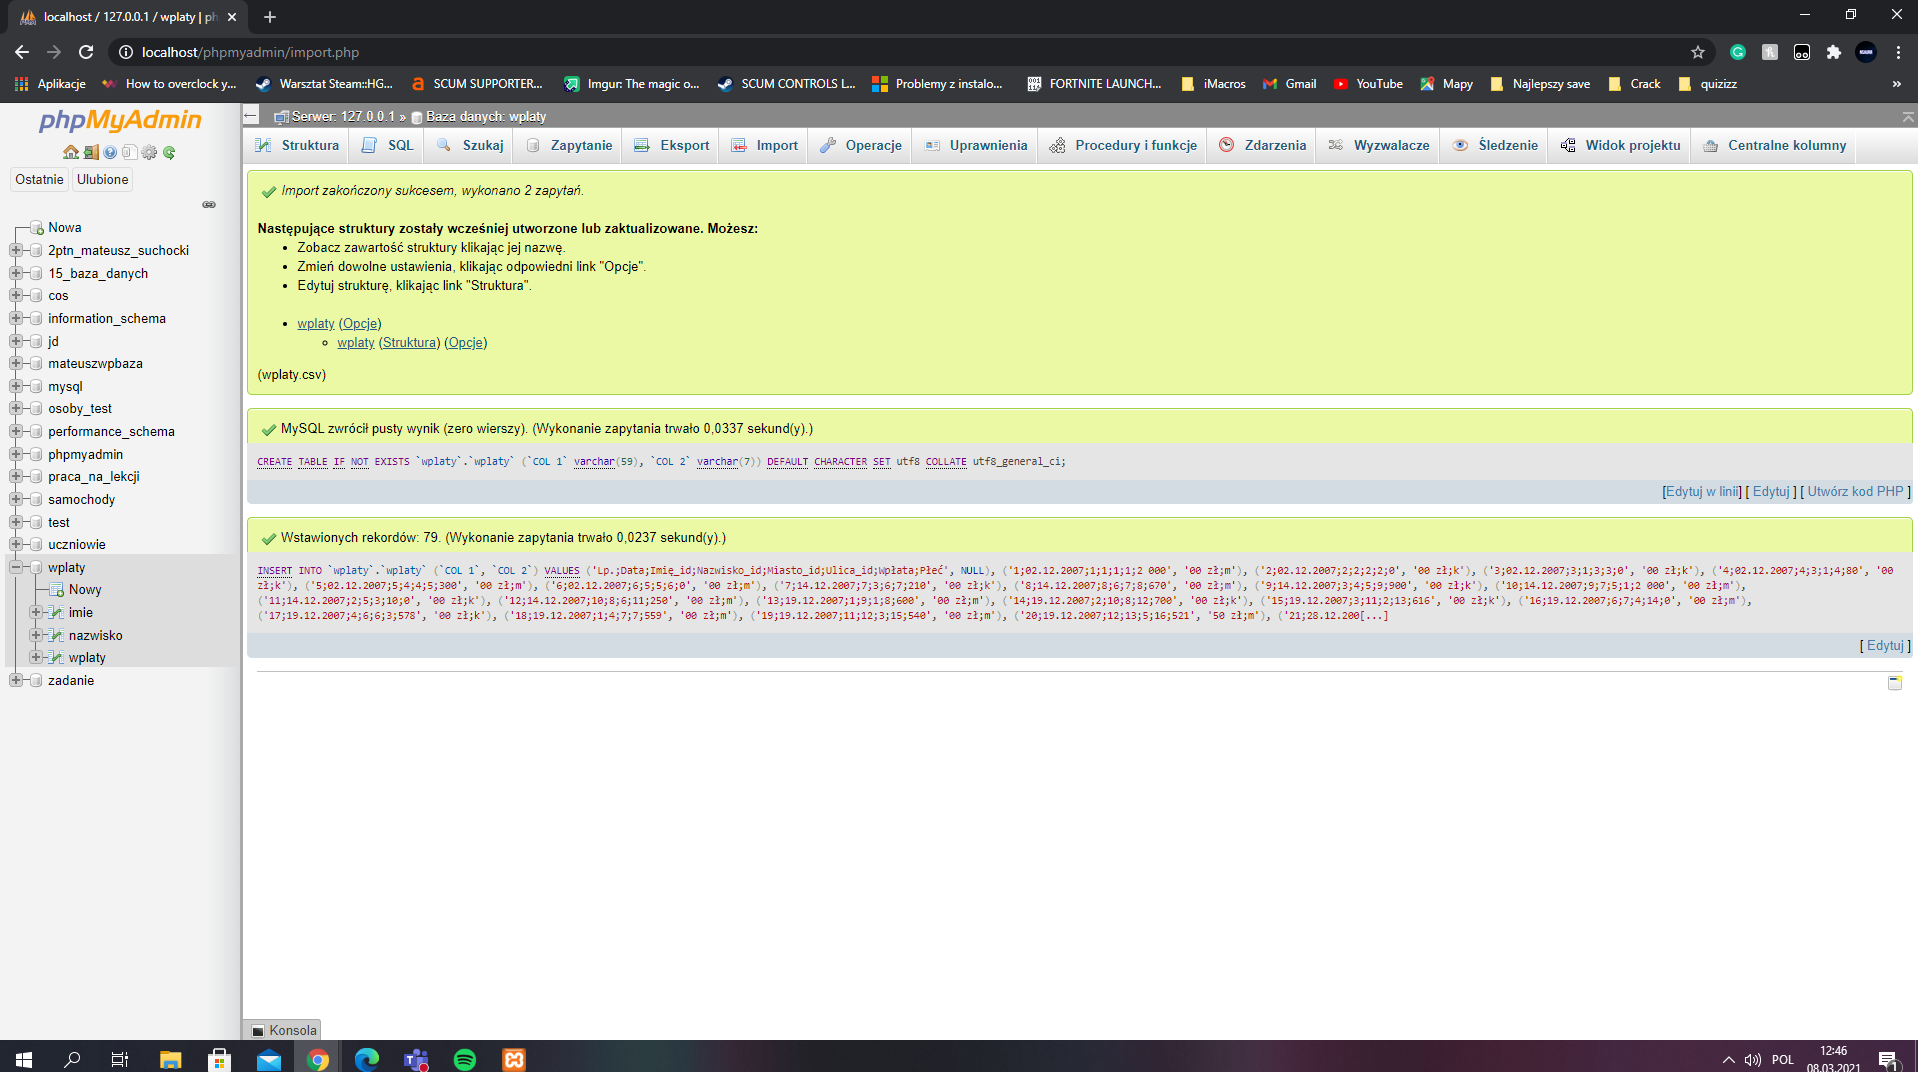 localhost / 127.0.0.1 / wplaty | ph
localhost/phpmyadmin/import.php
Aplikacje
How to overclock y...
Warsztat Steam::HG...
SCUM SUPPORTER...
Imgur: The magic o...
SCUM CONTROLS L...
Problemy z instalo...
FORTNITE LAUNCH...
iMacros
Gmail
YouTube
Mapy
Najlepszy save
Crack
quizizz
»
phpMyAdmin
Ostatnie
Ulubione
Nowa
2ptn_mateusz_suchocki
15_baza_danych
cos
information_schema
jd
mateuszwpbaza
mysql
osoby_test
performance_schema
phpmyadmin
praca_na_lekcji
samochody
test
uczniowie
wplaty
Nowy
imie
nazwisko
wplaty
zadanie
Serwer: 127.0.0.1 » Baza danych: wplaty
Struktura
SQL
Szukaj
Zapytanie
Eksport
Import
Operacje
Uprawnienia
Procedury i funkcje
Zdarzenia
Wyzwalacze
Śledzenie
Widok projektu
Centralne kolumny
Import zakończony sukcesem, wykonano 2 zapytań.
Następujące struktury zostały wcześniej utworzone lub zaktualizowane. Możesz:
Zobacz zawartość struktury klikając jej nazwę.
Zmień dowolne ustawienia, klikając odpowiedni link "Opcje".
Edytuj strukturę, klikając link "Struktura".
wplaty (Opcje)
wplaty (Struktura) (Opcje)
(wplaty.csv)
MySQL zwrócił pusty wynik (zero wierszy). (Wykonanie zapytania trwało 0,0337 sekund(y).)
CREATE TABLE IF NOT EXISTS `wplaty`.`wplaty` (`COL 1` varchar(59), `COL 2` varchar(7)) DEFAULT CHARACTER SET utf8 COLLATE utf8_general_ci;
[Edytuj w linii] [ Edytuj ] [ Utwórz kod PHP ]
Wstawionych rekordów: 79. (Wykonanie zapytania trwało 0,0237 sekund(y).)
INSERT INTO `wplaty`.`wplaty` (`COL 1`, `COL 2`) VALUES ('Lp.;Data;Imię_id;Nazwisko_id;Miasto_id;Ulica_id;Wpłata;Płeć', NULL), ('1;02.12.2007;1;1;1;1;2 000', '00 zł;m'), ('2;02.12.2007;2;2;2;2;0', '00 zł;k'), ('3;02.12.2007;3;1;3;3;0', '00 zł;k'), ('4;02.12.2007;4;3;1;4;80', '00
zł;k'), ('5;02.12.2007;5;4;4;5;300', '00 zł;m'), ('6;02.12.2007;6;5;5;6;0', '00 zł;m'), ('7;14.12.2007;7;3;6;7;210', '00 zł;k'), ('8;14.12.2007;8;6;7;8;670', '00 zł;m'), ('9;14.12.2007;3;4;5;9;900', '00 zł;k'), ('10;14.12.2007;9;7;5;1;2 000', '00 zł;m'),
('11;14.12.2007;2;5;3;10;0', '00 zł;k'), ('12;14.12.2007;10;8;6;11;250', '00 zł;m'), ('13;14.12.2007;1;9;1;8;600', '00 zł;m'), ('14;19.12.2007;2;10;8;12;700', '00 zł;k'), ('15;19.12.2007;3;11;2;13;616', '00 zł;k'), ('16;19.12.2007;6;7;4;14;0', '00 zł;m'),
('17;19.12.2007;4;6;6;3;578', '00 zł;k'), ('18;19.12.2007;1;4;7;7;559', '00 zł;m'), ('19;19.12.2007;11;12;3;15;540', '00 zł;m'), ('20;19.12.2007;12;13;5;16;521', '50 zł;m'), ('21;28.12.200[...]
[ Edytuj ]
Konsola
POL
12:46
08.03.2021
1